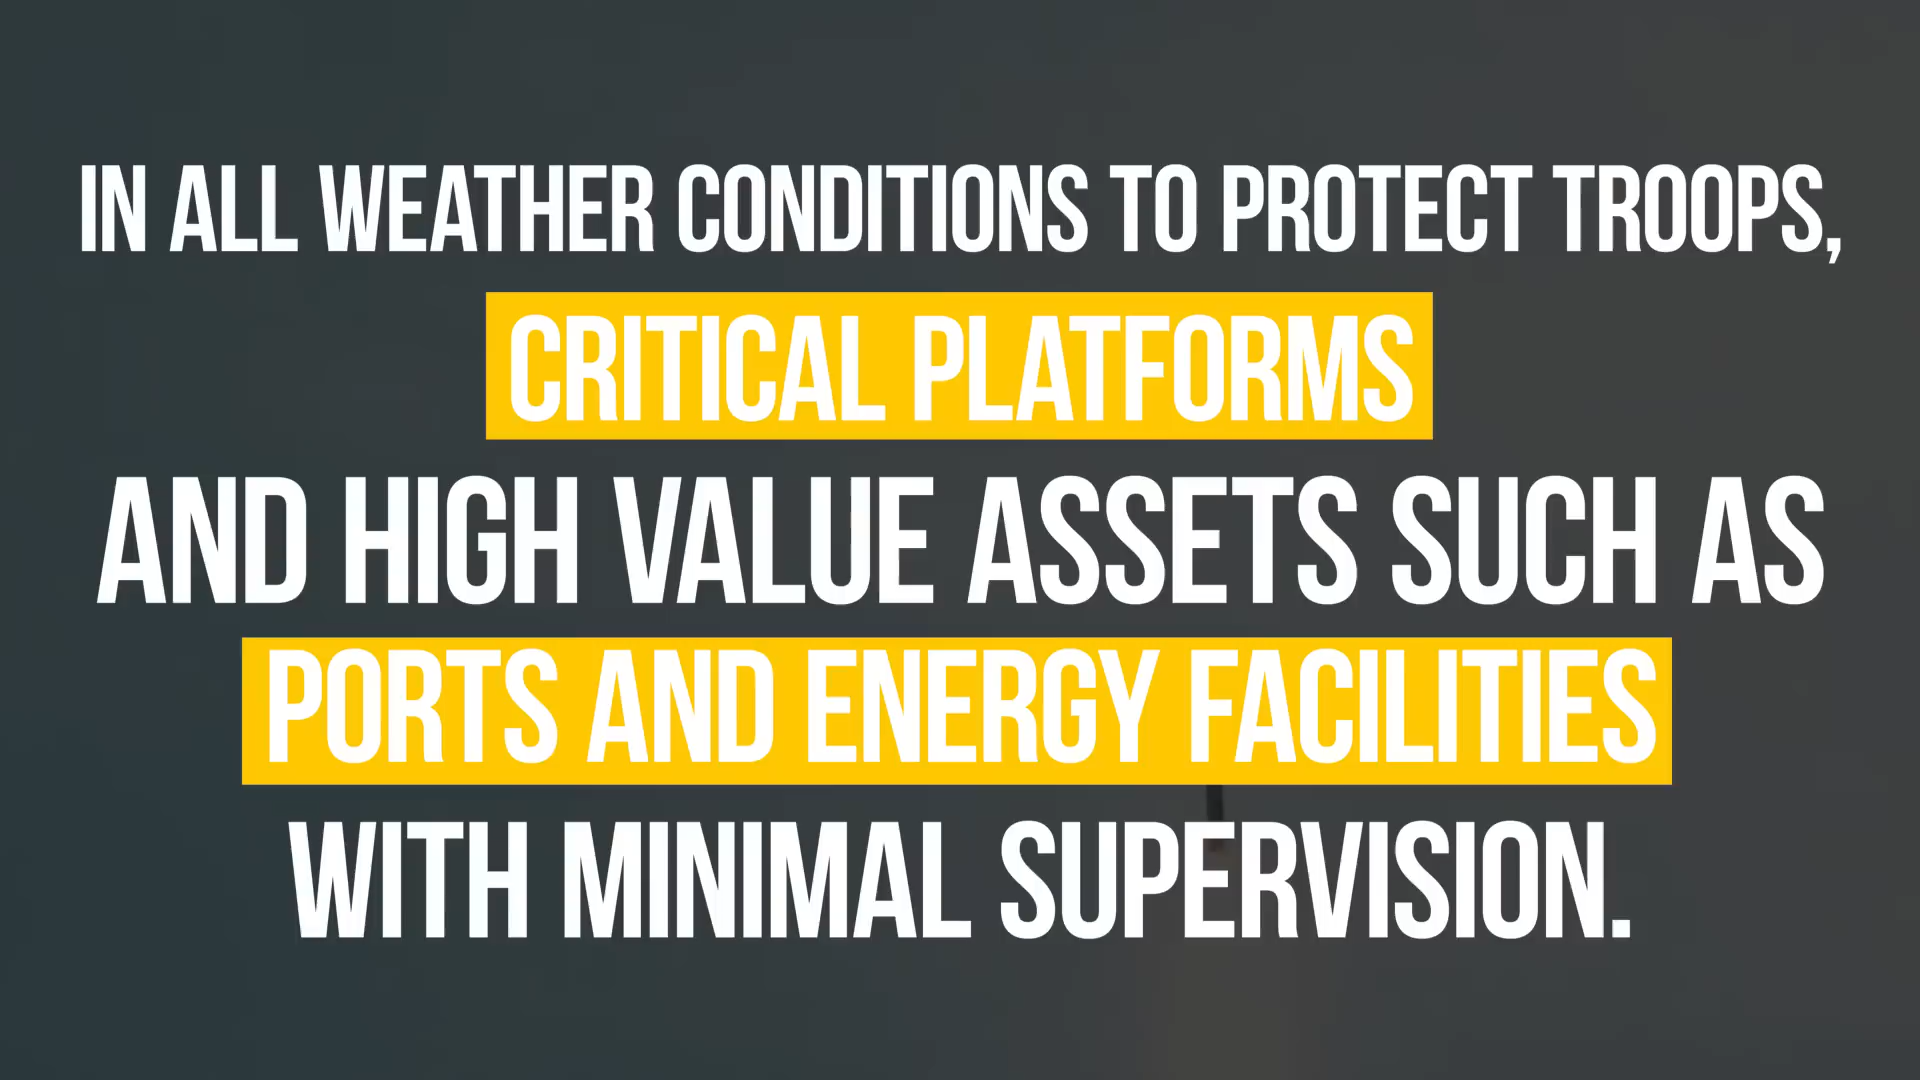 IN ALL WEATHER CONDITIONS TO PROTECT TROOPS,
CRITICAL PLATFORMS
AND HIGH VALUE ASSETS SUCH AS
PORTS AND ENERGY FACILITIES
WITH MINIMAL SUPERVISION.